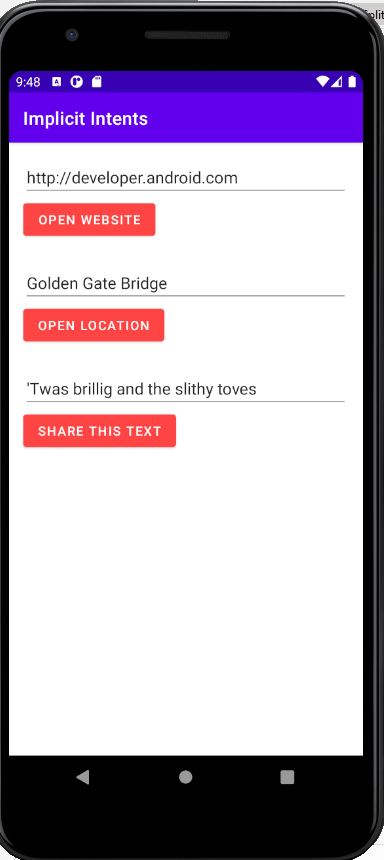 9:48
Implicit Intents
http://developer.android.com
OPEN WEBSITE
Golden Gate Bridge
OPEN LOCATION
'Twas brillig and the slithy toves
SHARE THIS TEXT